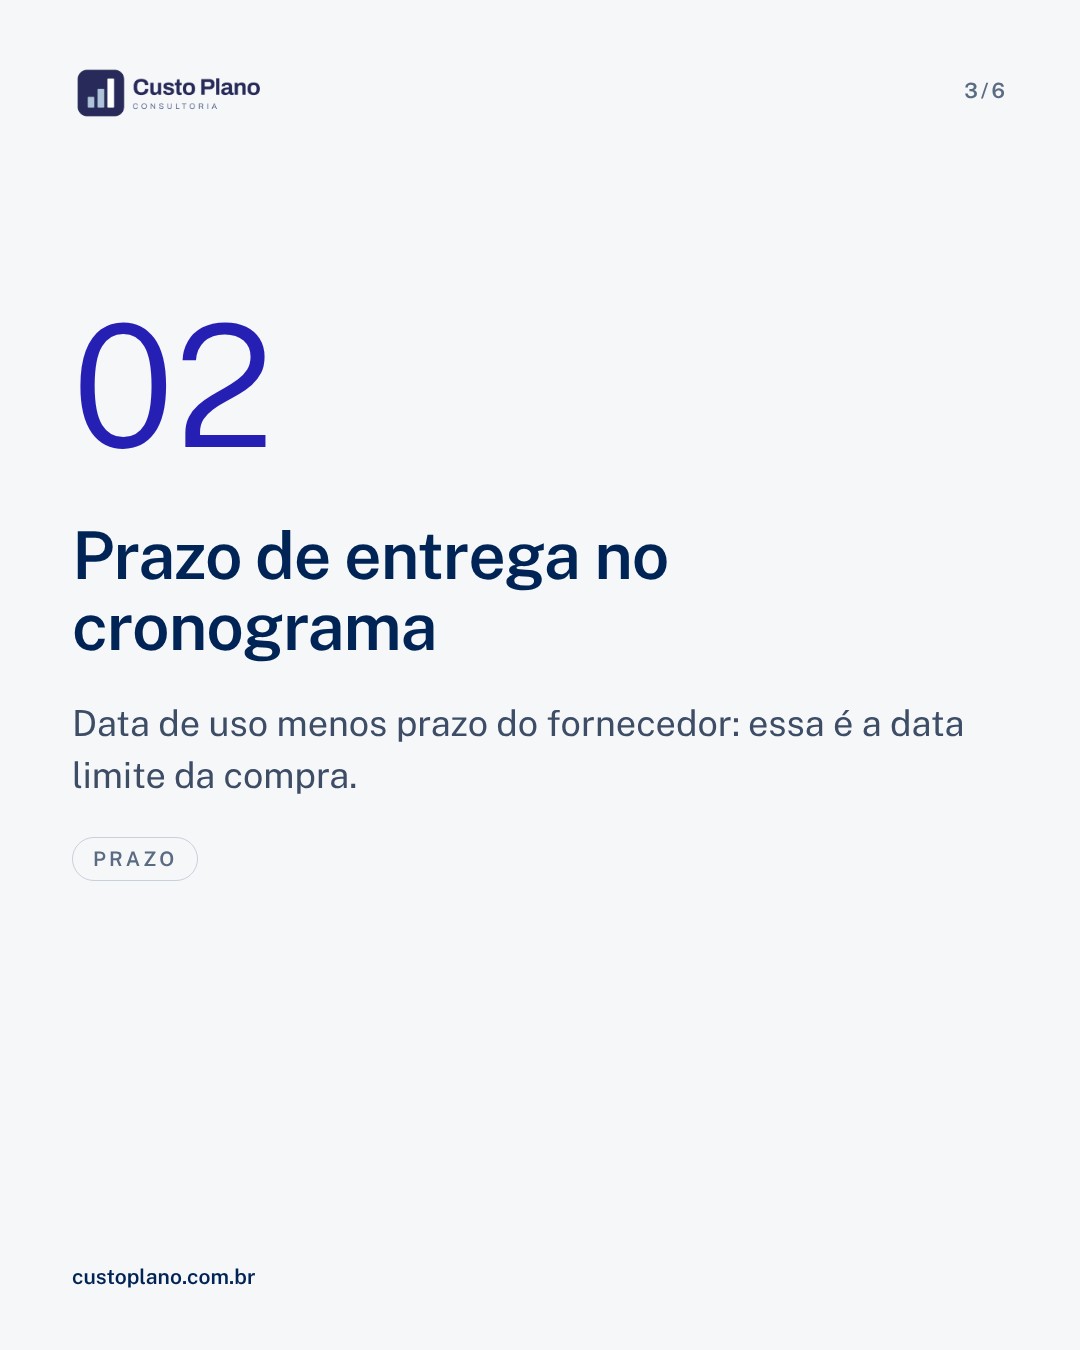 Custo Plano
CONSULTORIA
3/6
02
Prazo de entrega no
cronograma
Data de uso menos prazo do fornecedor: essa é a data
limite da compra.
PRAZO
custoplano.com.br